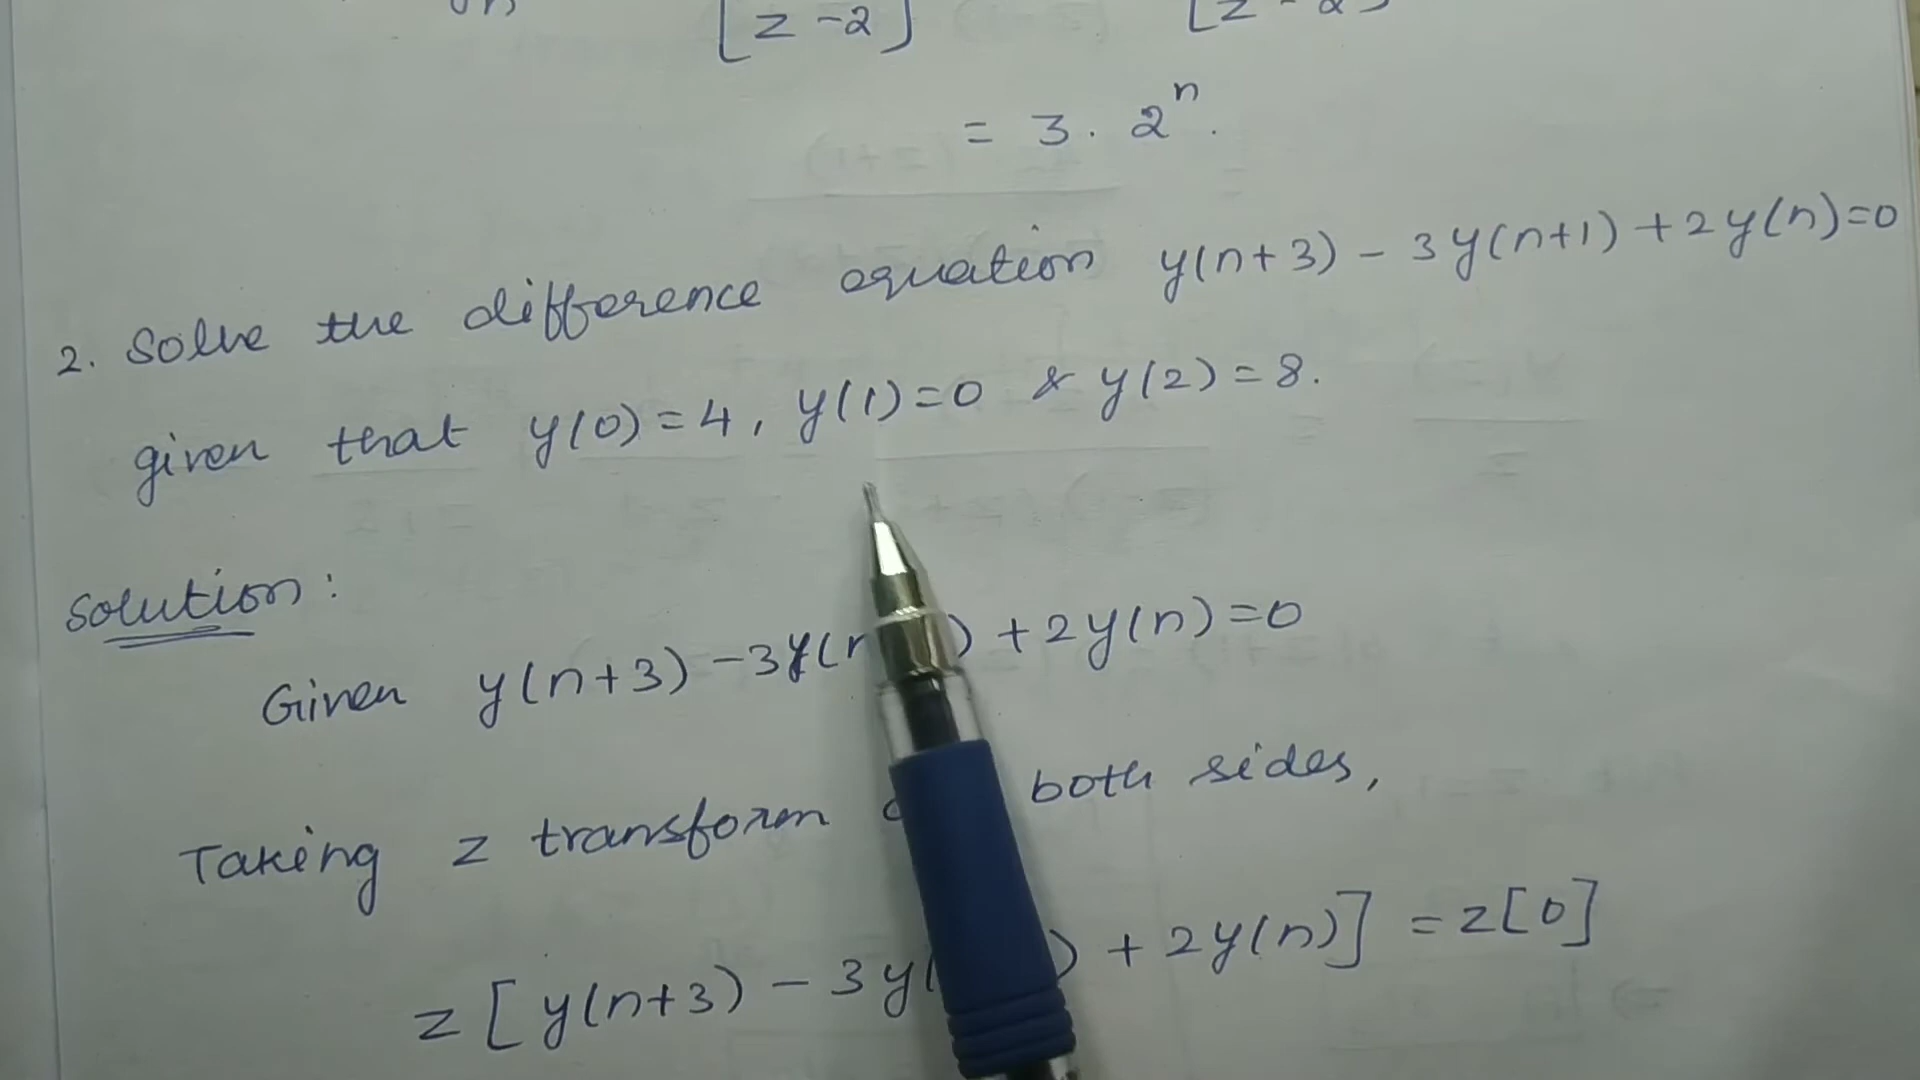 [z-2]
= 3. 2^n.
2. Solve the difference equation y(n+3) - 3y(n+1) +2y(n)=0
given that y(0)=4, y(1)=0 & y(2)=8.
Solution:
Given y(n+3) -3y(n ) +2y(n)=0
Taking z transform both sides,
z[y(n+3) - 3y( ) + 2y(n)] = z[0]